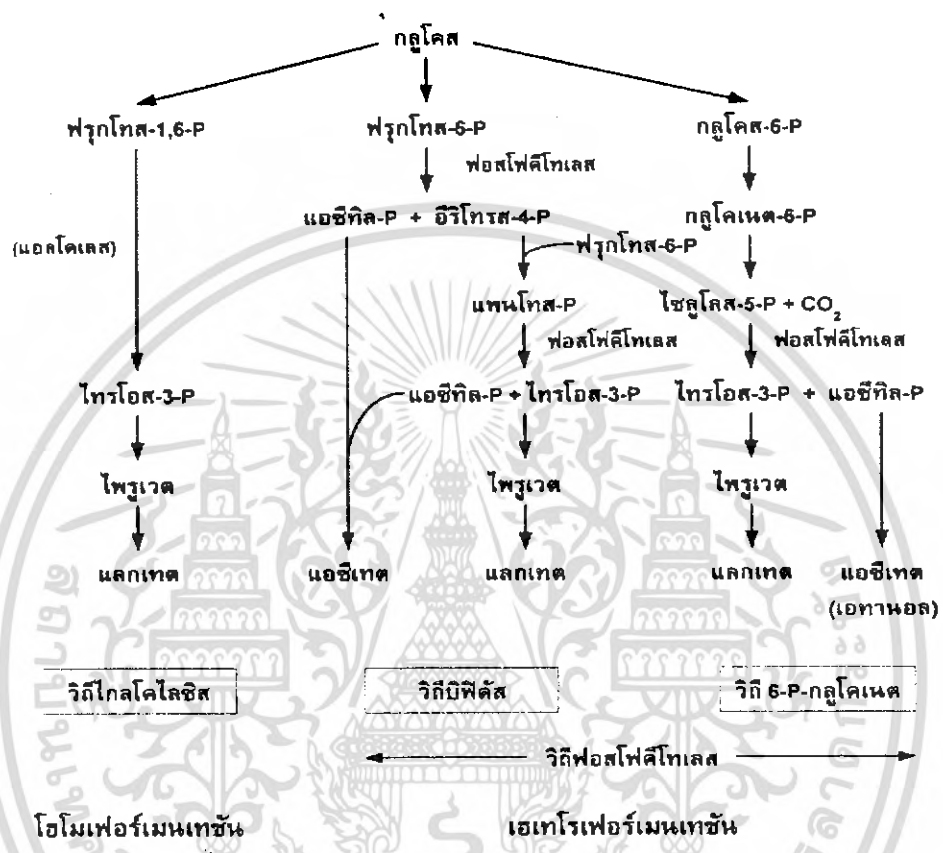 กลูโคส
ฟรุกโทส-1,6-P ฟรุกโทส-6-P กลูโคส-6-P
ฟอสโฟคีโทเลส
แอซีทิล-P + อีริโทรส-4-P กลูโคเนต-6-P
(แอลโดเลส) ฟรุกโทส-6-P
แพนโทส-P ไซลูโลส-5-P + CO₂
ฟอสโฟคีโทเลส ฟอสโฟคีโทเลส
ไทรโอส-3-P แอซีทิล-P + ไทรโอส-3-P ไทรโอส-3-P + แอซีทิล-P
ไพรูเวต ไพรูเวต ไพรูเวต
แลกเทต แอซีเทต แลกเทต แลกเทต แอซีเทต
(เอทานอล)
วิถีไกลโคไลซิส วิถีบิฟิดัส วิถี 6-P-กลูโคเนต
วิถีฟอสโฟคีโทเลส
โฮโมเฟอร์เมนเทชัน เฮเทโรเฟอร์เมนเทชัน